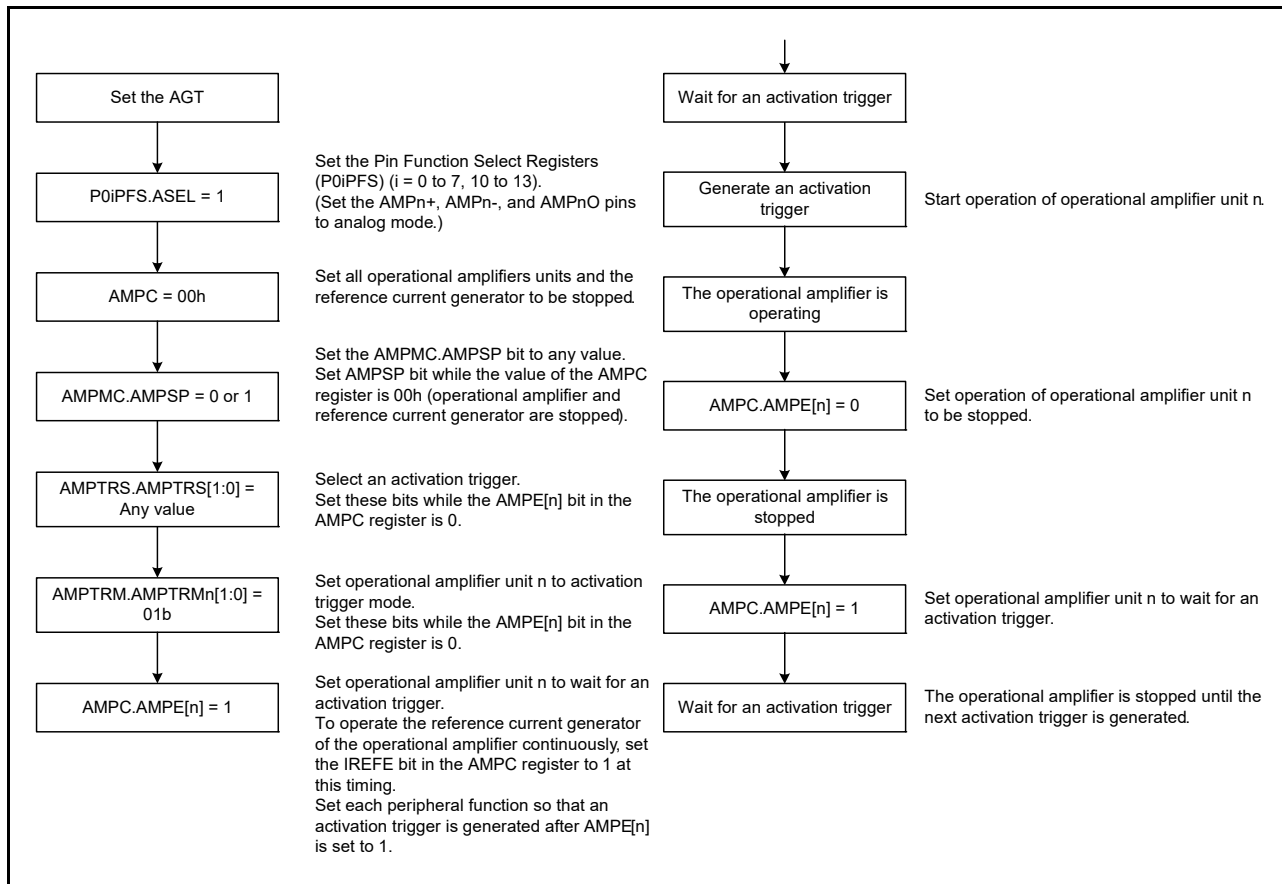 Set the AGT
P0iPFS.ASEL = 1
Set the Pin Function Select Registers
(P0iPFS) (i = 0 to 7, 10 to 13).
(Set the AMPn+, AMPn-, and AMPnO pins
to analog mode.)
AMPC = 00h
Set all operational amplifiers units and the
reference current generator to be stopped.
AMPMC.AMPSP = 0 or 1
Set the AMPMC.AMPSP bit to any value.
Set AMPSP bit while the value of the AMPC
register is 00h (operational amplifier and
reference current generator are stopped).
AMPTRS.AMPTRS[1:0] =
Any value
Select an activation trigger.
Set these bits while the AMPE[n] bit in the
AMPC register is 0.
AMPTRM.AMPTRMn[1:0] =
01b
Set operational amplifier unit n to activation
trigger mode.
Set these bits while the AMPE[n] bit in the
AMPC register is 0.
AMPC.AMPE[n] = 1
Set operational amplifier unit n to wait for an
activation trigger.
To operate the reference current generator
of the operational amplifier continuously, set
the IREFE bit in the AMPC register to 1 at
this timing.
Set each peripheral function so that an
activation trigger is generated after AMPE[n]
is set to 1.
Wait for an activation trigger
Generate an activation
trigger
Start operation of operational amplifier unit n.
The operational amplifier is
operating
AMPC.AMPE[n] = 0
Set operation of operational amplifier unit n
to be stopped.
The operational amplifier is
stopped
AMPC.AMPE[n] = 1
Set operational amplifier unit n to wait for an
activation trigger.
Wait for an activation trigger
The operational amplifier is stopped until the
next activation trigger is generated.